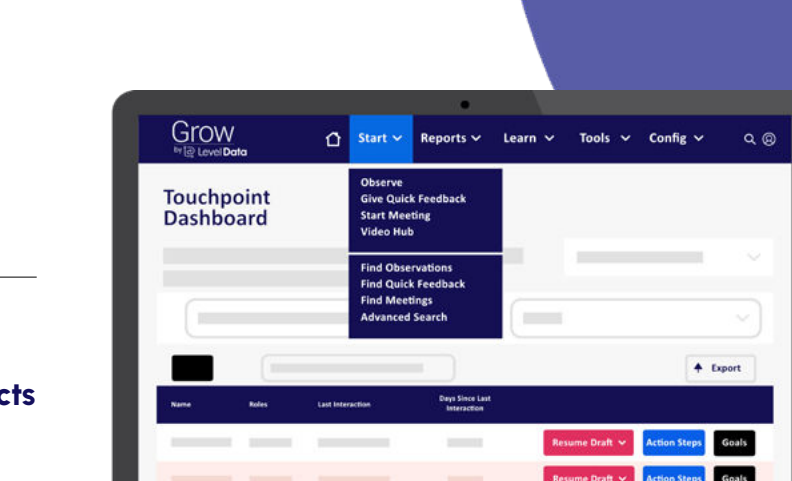 Grow
by Level Data
Start
Reports
Learn
Tools
Config
Touchpoint
Dashboard
Observe
Give Quick Feedback
Start Meeting
Video Hub
Find Observations
Find Quick Feedback
Find Meetings
Advanced Search
cts
Export
Name
Roles
Last Interaction
Days Since Last
Interaction
Resume Draft
Action Steps
Goals
Resume Draft
Action Steps
Goals